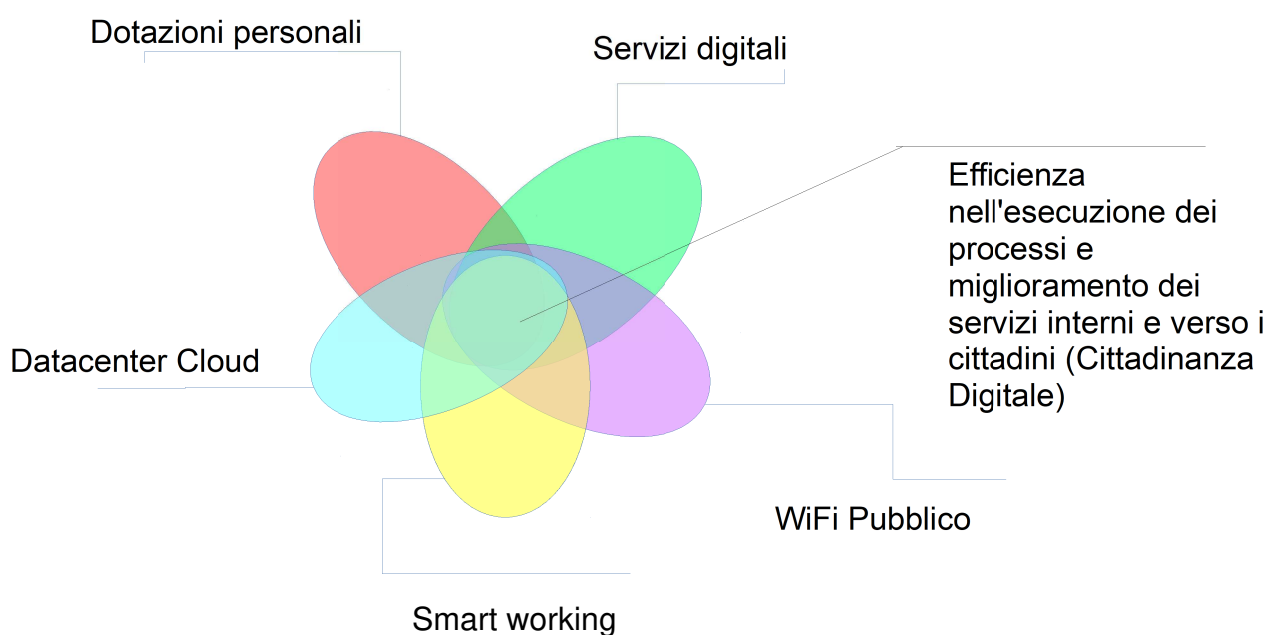 Dotazioni personali
Servizi digitali
Efficienza
nell'esecuzione dei
processi e
miglioramento dei
servizi interni e verso i
cittadini (Cittadinanza
Digitale)
Datacenter Cloud
WiFi Pubblico
Smart working